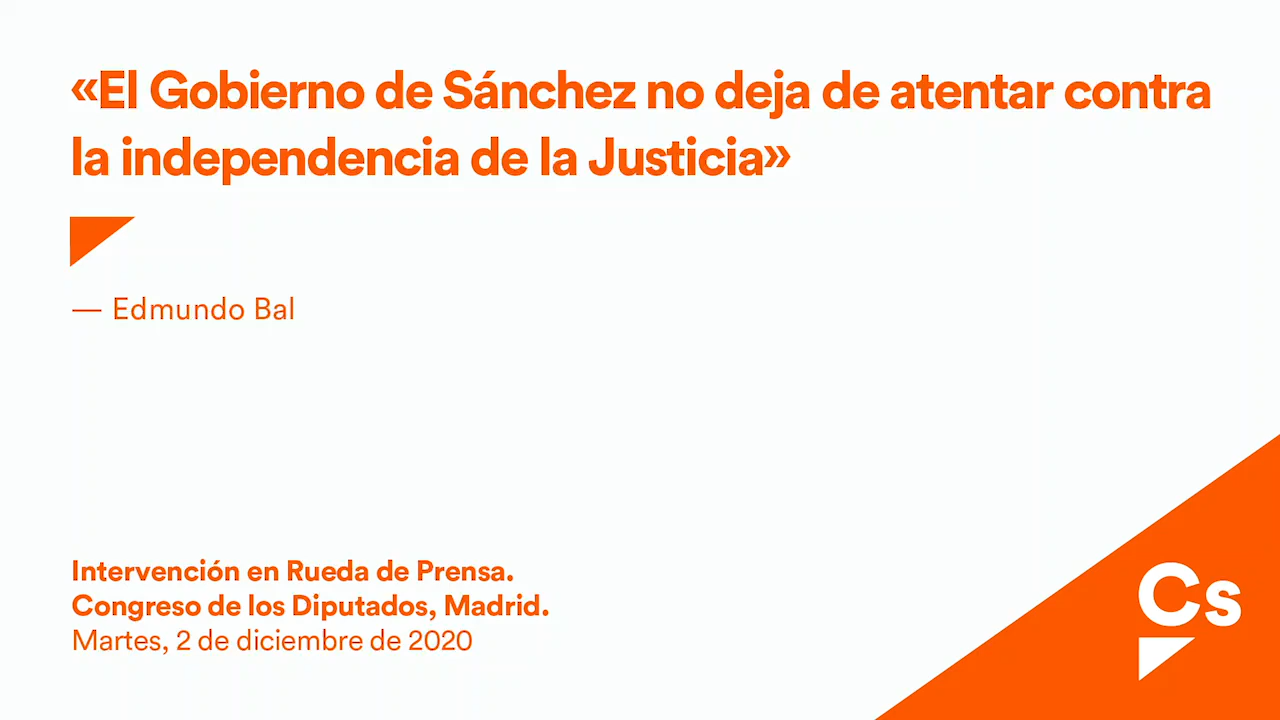 «El Gobierno de Sánchez no deja de atentar contra
la independencia de la Justicia»
— Edmundo Bal
Intervención en Rueda de Prensa.
Congreso de los Diputados, Madrid.
Martes, 2 de diciembre de 2020
Cs